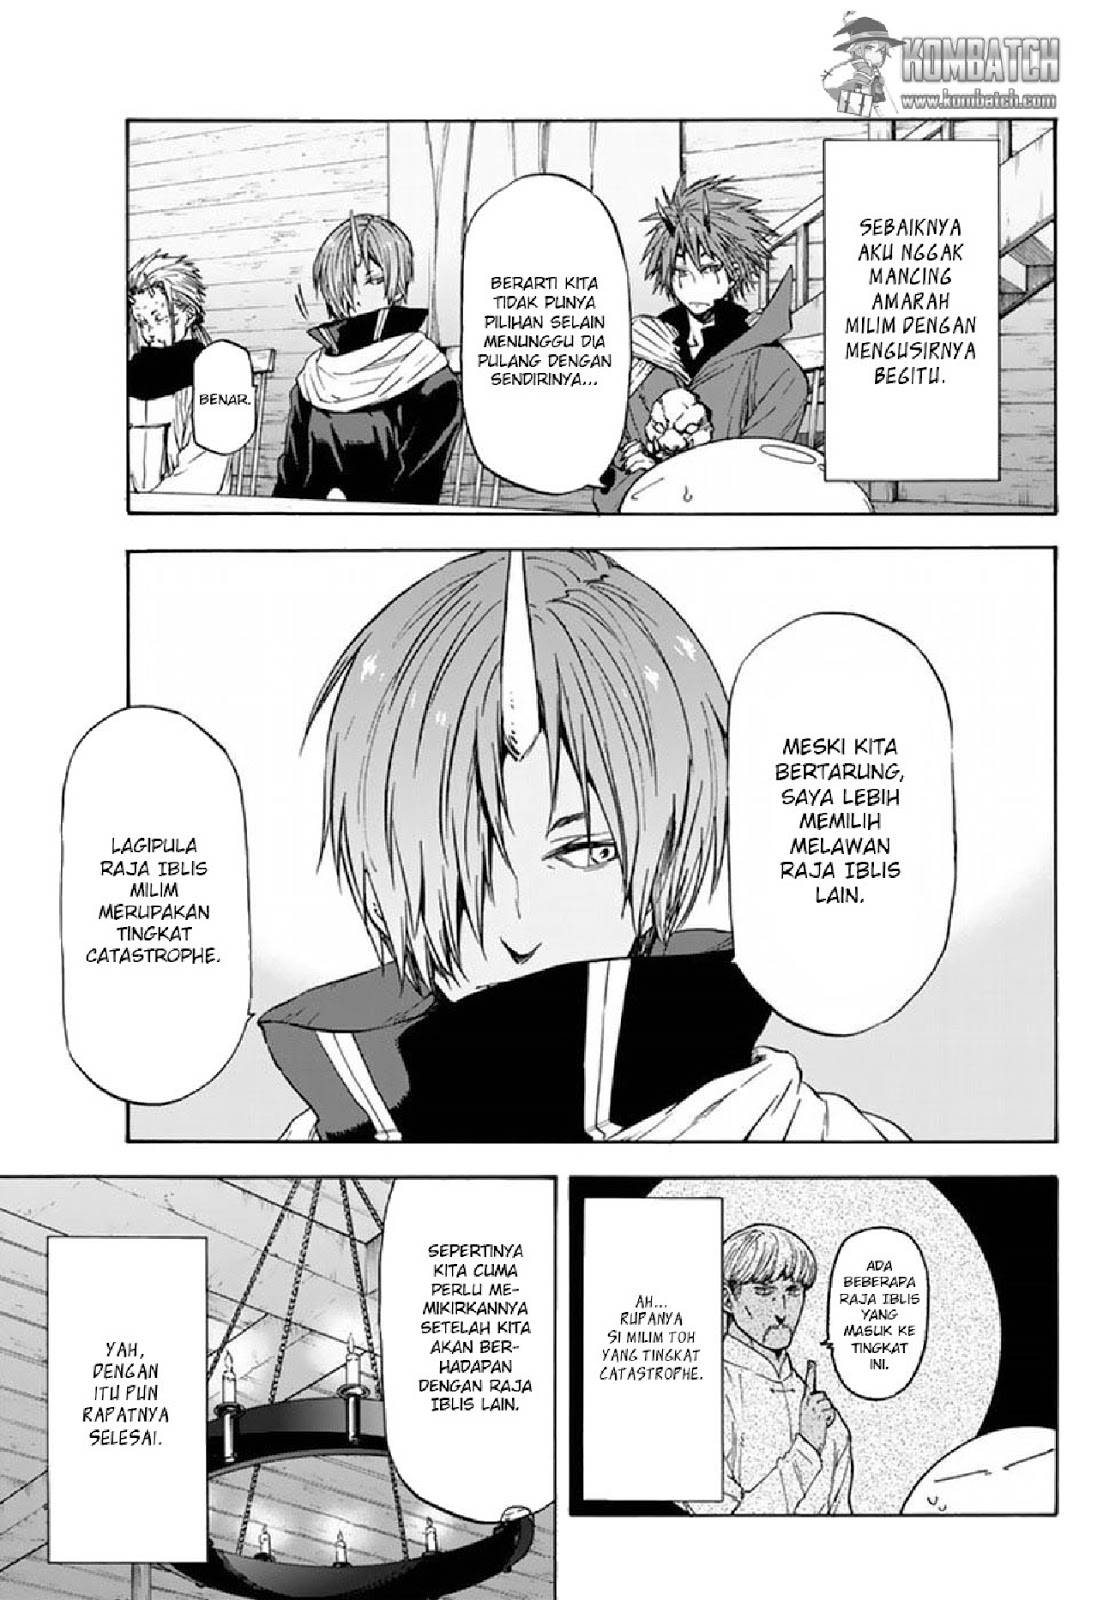 KOMBATCH
www.kombatch.com
SEBAIKNYA
AKU NGGAK
MANCING
AMARAH
MILIM DENGAN
MENGUSIRNYA
BEGITU.
BERARTI KITA
TIDAK PUNYA
PILIHAN SELAIN
MENUNGGU DIA
PULANG DENGAN
SENDIRINYA...
BENAR.
MESKI KITA
BERTARUNG,
SAYA LEBIH
MEMILIH
MELAWAN
RAJA IBLIS
LAIN.
LAGIPULA
RAJA IBLIS
MILIM
MERUPAKAN
TINGKAT
CATASTROPHE.
ADA
BEBERAPA
RAJA IBLIS
YANG
MASUK KE
TINGKAT
INI.
AH...
RUPANYA
SI MILIM TOH
YANG TINGKAT
CATASTROPHE.
SEPERTINYA
KITA CUMA
PERLU ME-
MIKIRKANNYA
SETELAH KITA
AKAN BER-
HADAPAN
DENGAN RAJA
IBLIS LAIN.
YAH,
DENGAN
ITU PUN
RAPATNYA
SELESAI.